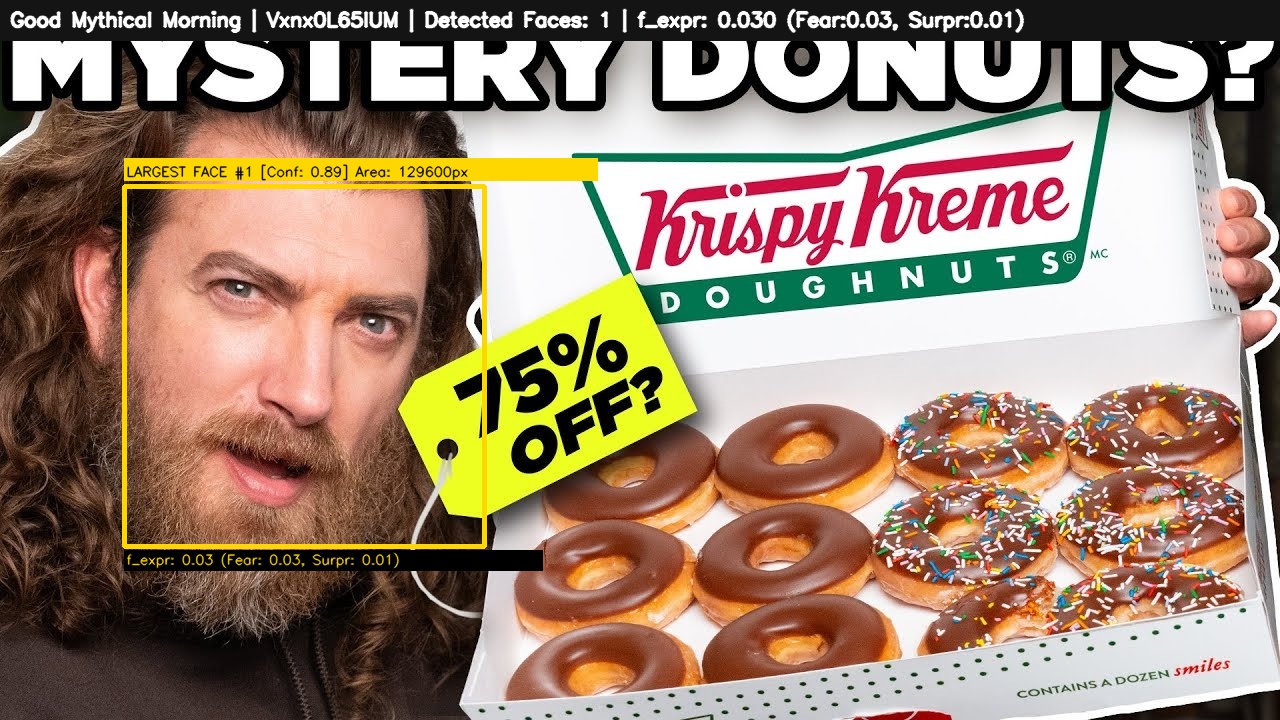 Good Mythical Morning | Vxnx0L65IUM | Detected Faces: 1 | f_expr: 0.030 (Fear:0.03, Surpr:0.01)
MYSTERY DONUTS?
LARGEST FACE #1 [Conf: 0.89] Area: 129600px
Krispy Kreme
DOUGHNUTS® MC
75%
OFF?
f_expr: 0.03 (Fear: 0.03, Surpr: 0.01)
CONTAINS A DOZEN smiles